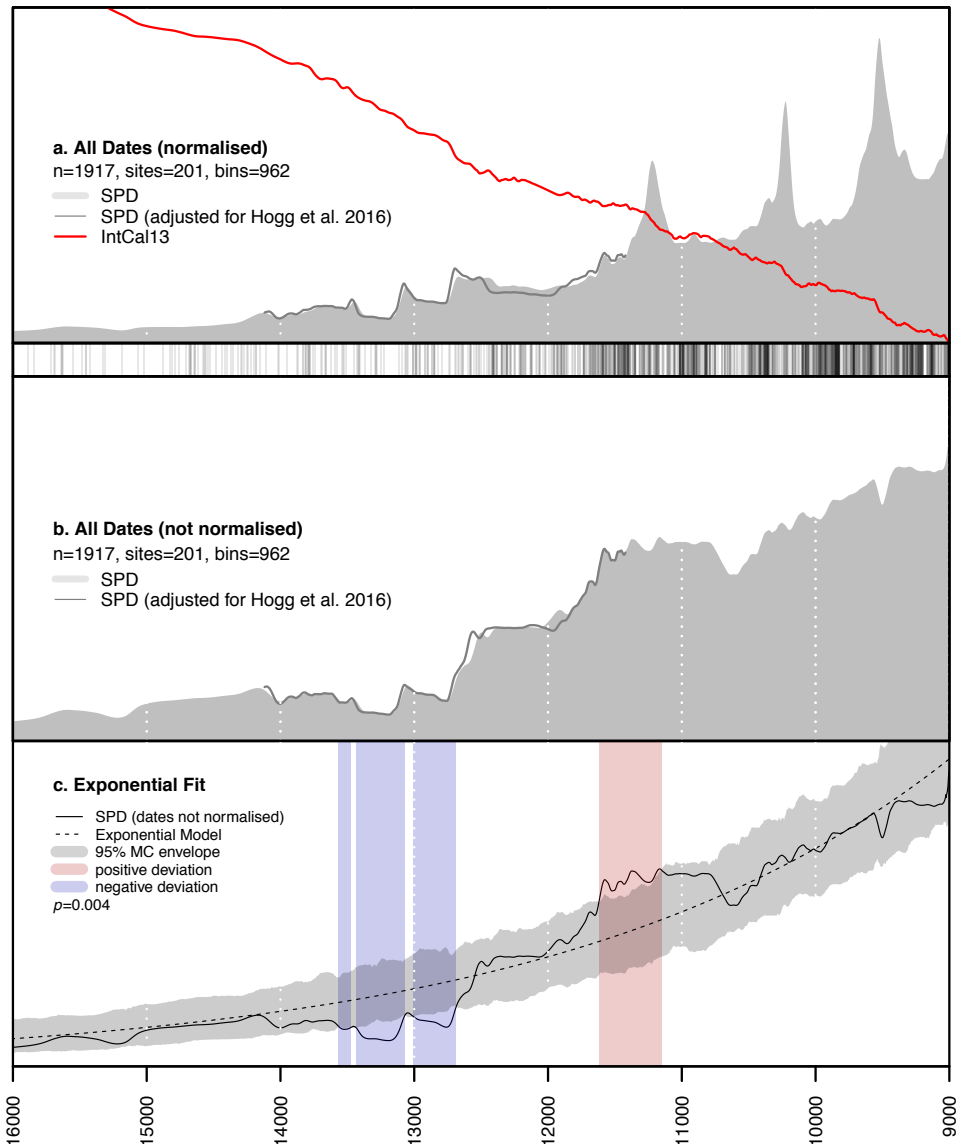 a. All Dates (normalised)
n=1917, sites=201, bins=962
SPD
SPD (adjusted for Hogg et al. 2016)
IntCal13
b. All Dates (not normalised)
n=1917, sites=201, bins=962
SPD
SPD (adjusted for Hogg et al. 2016)
c. Exponential Fit
SPD (dates not normalised)
Exponential Model
95% MC envelope
positive deviation
negative deviation
p=0.004
16000
15000
14000
13000
12000
11000
10000
9000